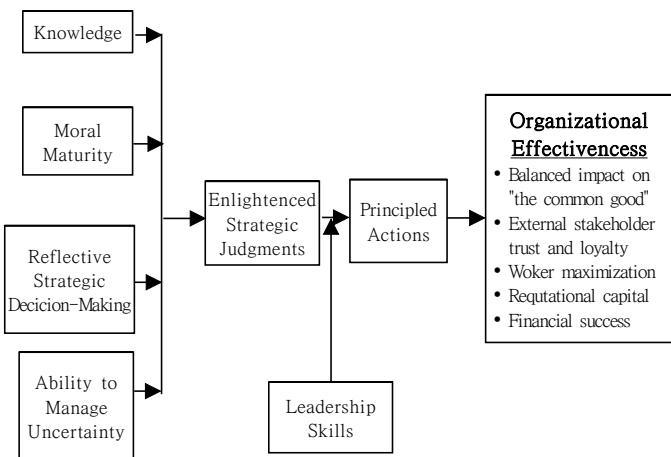 Knowledge
Moral
Maturity
Reflective
Strategic
Decicion-Making
Ability to
Manage
Uncertainty
Enlightenced
Strategic
Judgments
Leadership
Skills
Principled
Actions
Organizational
Effectivencess
• Balanced impact on
"the common good"
• External stakeholder
trust and loyalty
• Woker maximization
• Requtational capital
• Financial success